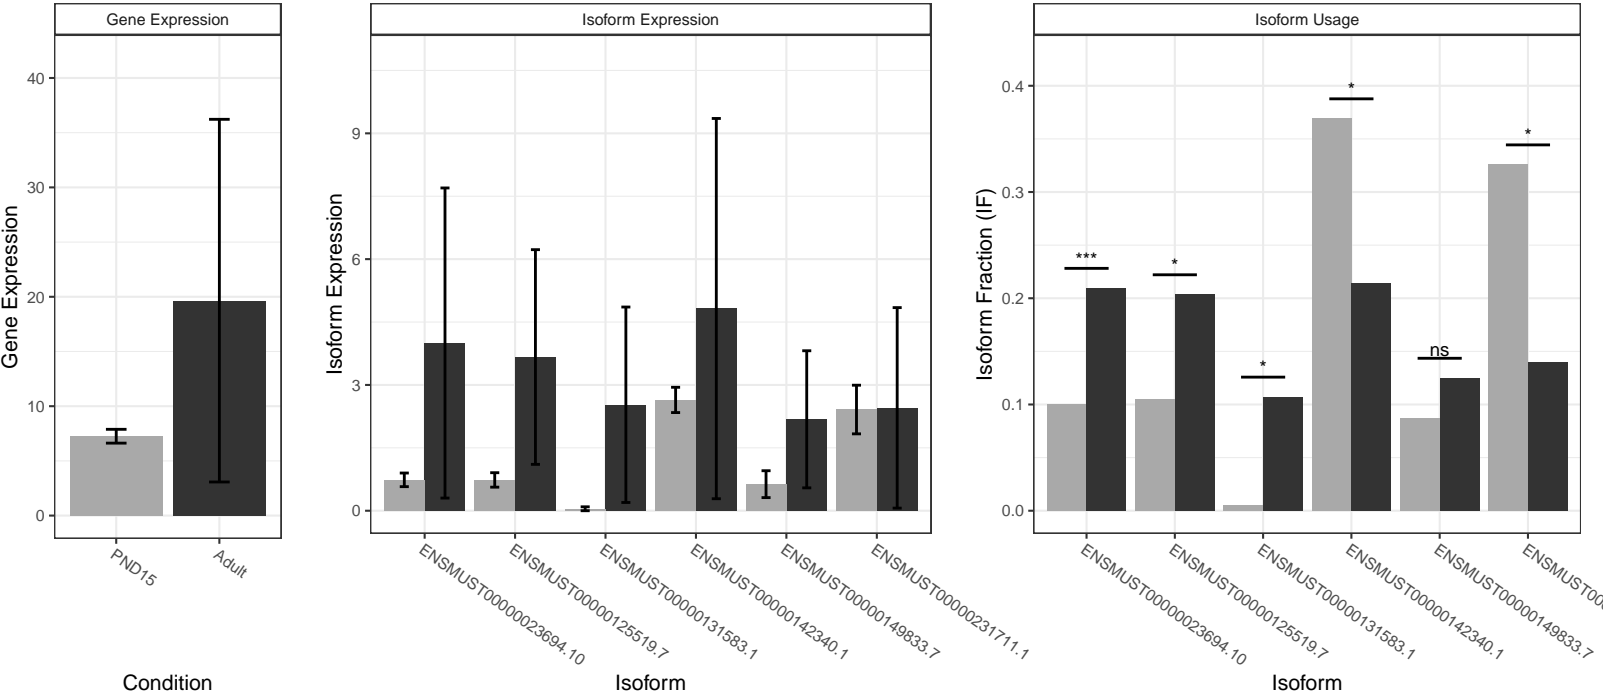 Gene Expression
Gene Expression
40
30
20
10
0
PND15
Adult
Condition
Isoform Expression
Isoform Expression
9
6
3
0
ENSMUST00000023694.10
ENSMUST00000125519.7
ENSMUST00000131583.1
ENSMUST00000142340.1
ENSMUST00000149833.7
ENSMUST00000231711.1
Isoform
Isoform Usage
Isoform Fraction (IF)
0.4
0.3
0.2
0.1
0.0
***
*
*
*
ns
*
ENSMUST00000023694.10
ENSMUST00000125519.7
ENSMUST00000131583.1
ENSMUST00000142340.1
ENSMUST00000149833.7
Isoform